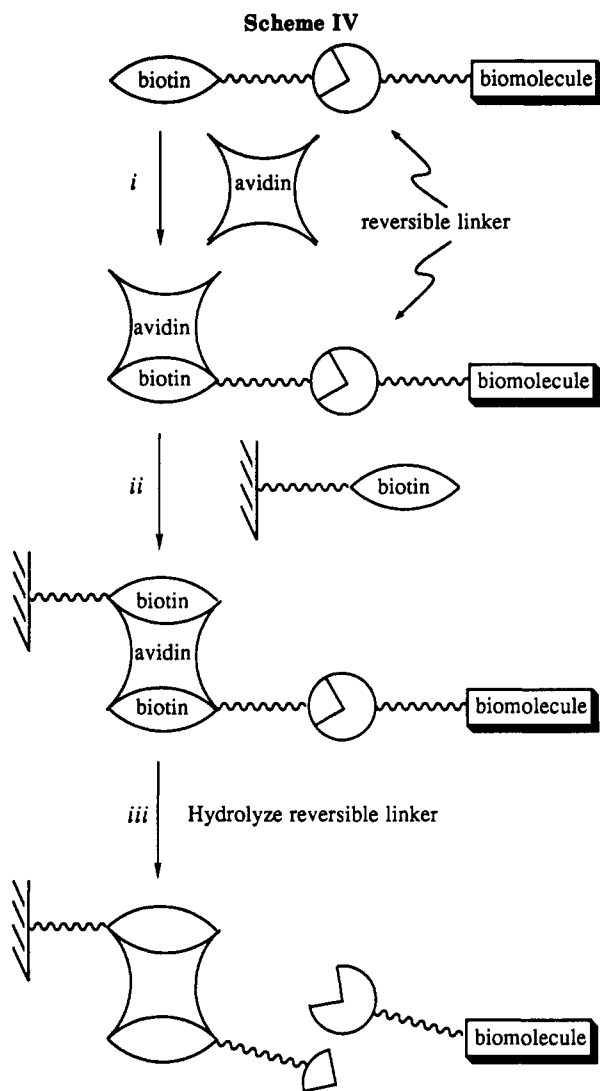 Scheme IV
biotin
biomolecule
i
avidin
reversible linker
avidin
biotin
biomolecule
ii
biotin
biotin
avidin
biotin
biomolecule
iii
Hydrolyze reversible linker
biomolecule